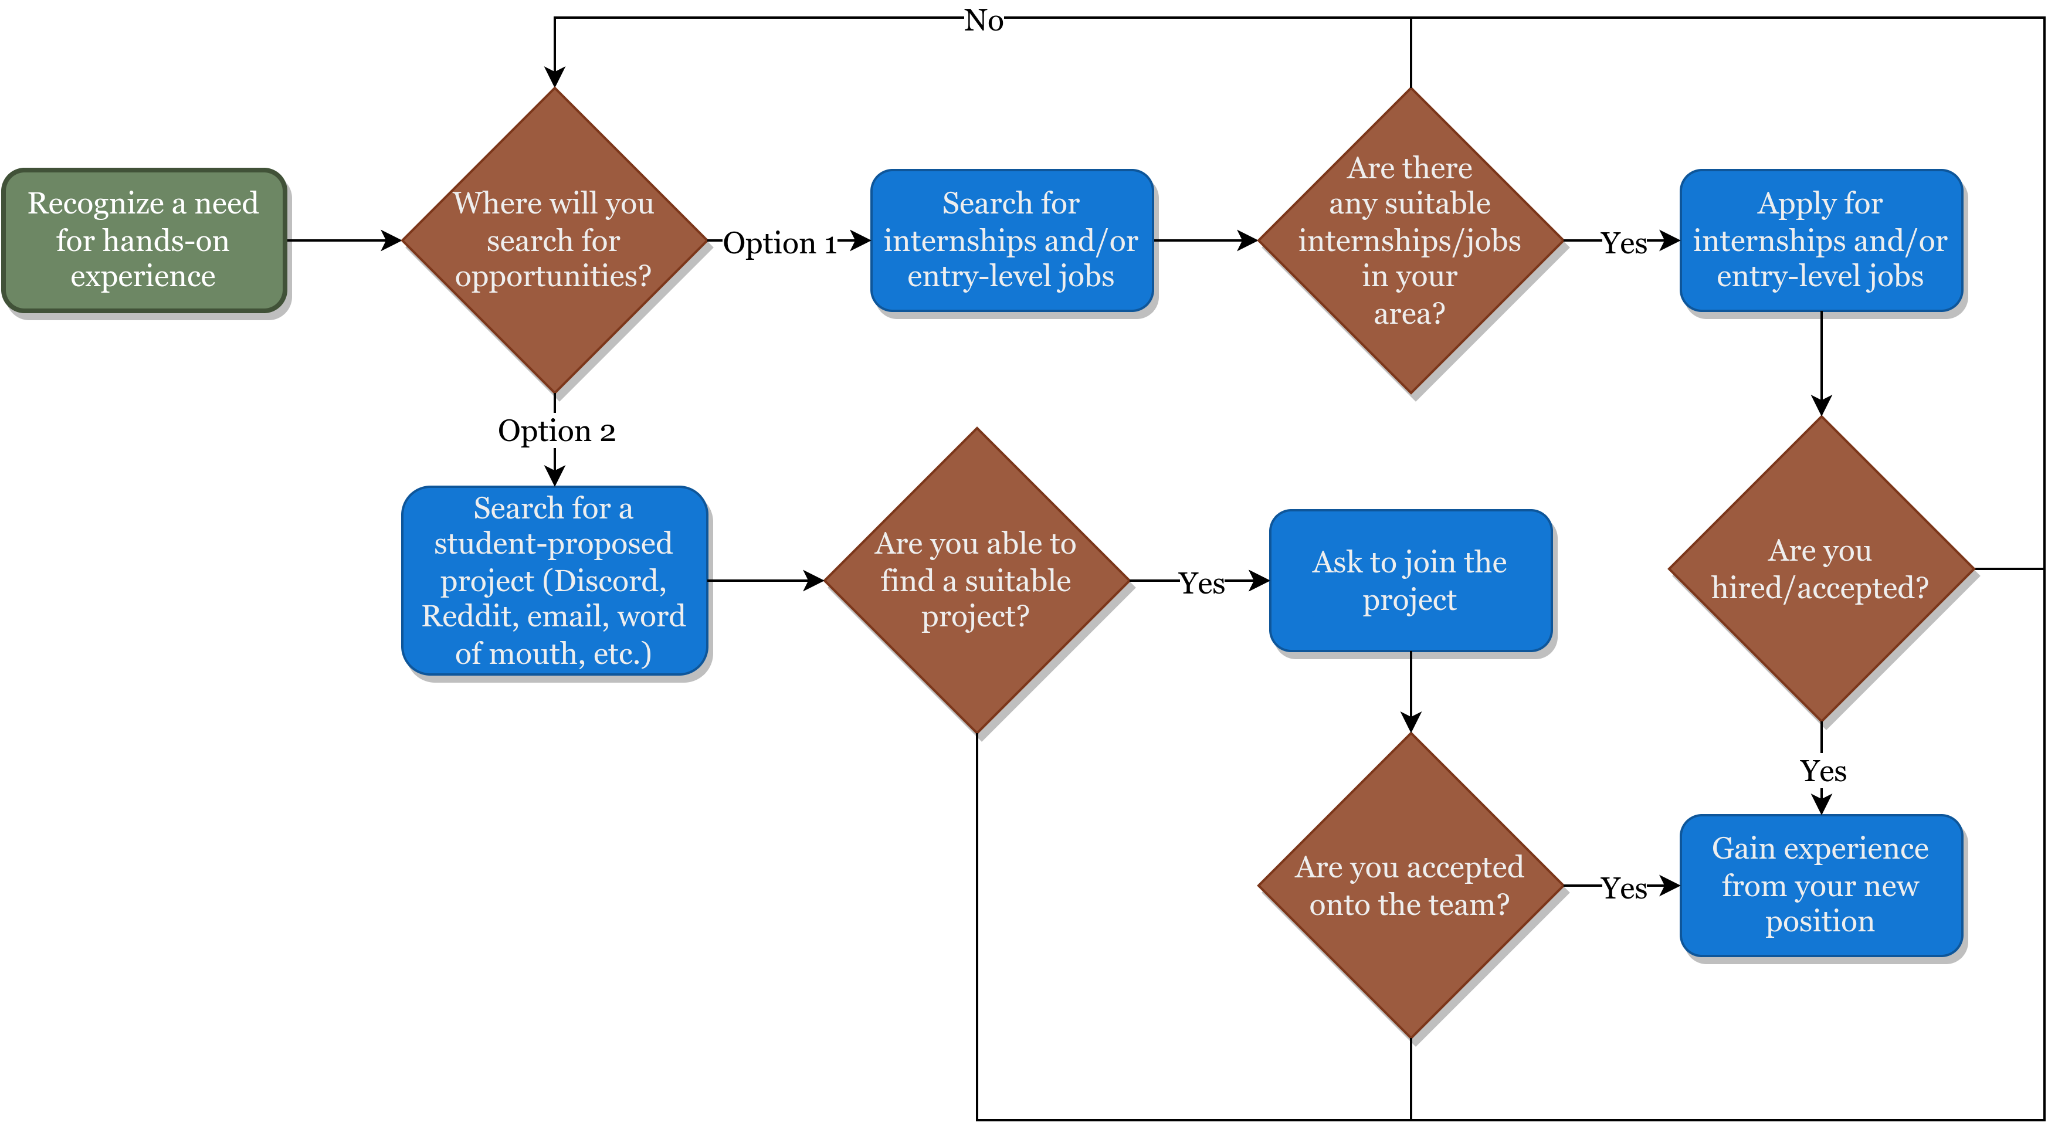 No
Recognize a need
for hands-on
experience
Where will you
search for
opportunities?
Option 1
Search for
internships and/or
entry-level jobs
Are there
any suitable
internships/jobs
in your
area?
Yes
Apply for
internships and/or
entry-level jobs
Option 2
Search for a
student-proposed
project (Discord,
Reddit, email, word
of mouth, etc.)
Are you able to
find a suitable
project?
Yes
Ask to join the
project
Are you
hired/accepted?
Yes
Are you accepted
onto the team?
Yes
Gain experience
from your new
position